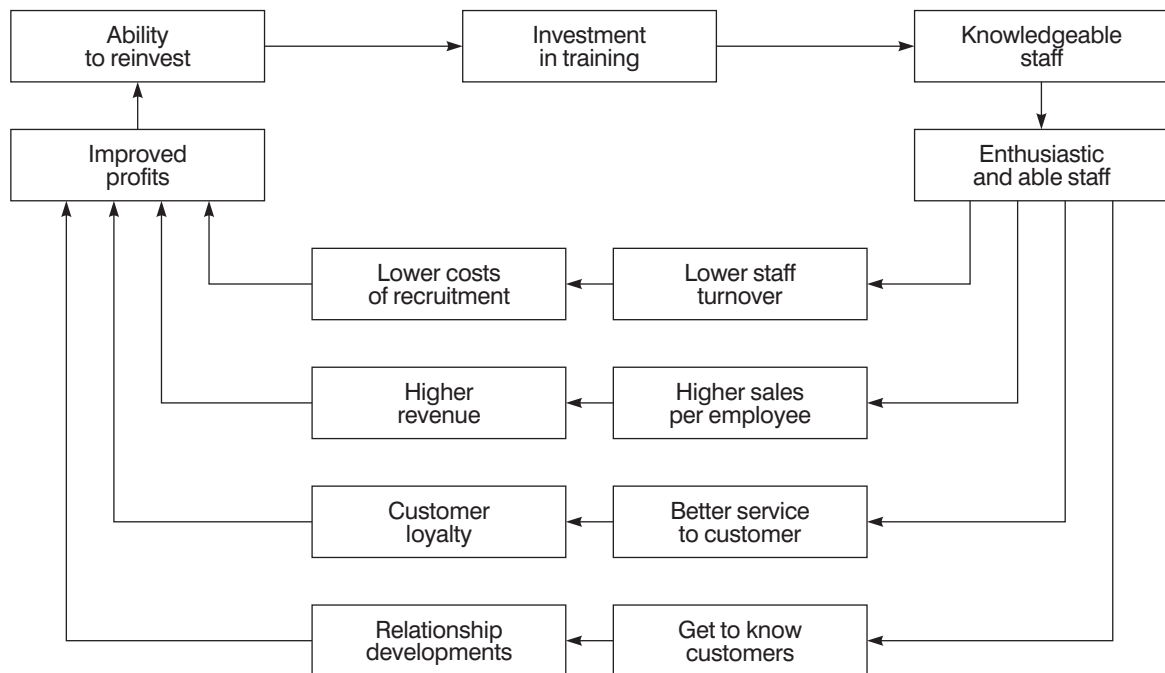 Ability
to reinvest
Investment
in training
Knowledgeable
staff
Improved
profits
Enthusiastic
and able staff
Lower costs
of recruitment
Lower staff
turnover
Higher
revenue
Higher sales
per employee
Customer
loyalty
Better service
to customer
Relationship
developments
Get to know
customers